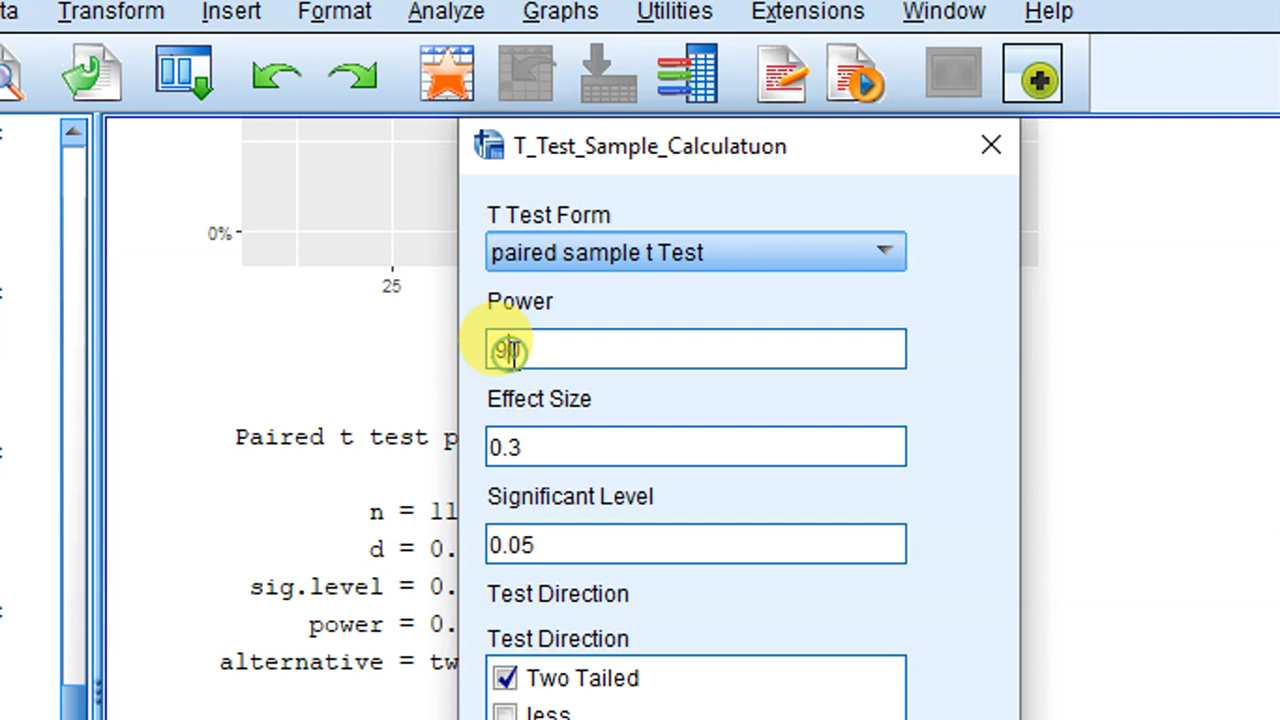 ta Transform Insert Format Analyze Graphs Utilities Extensions Window Help
T_Test_Sample_Calculatuon
T Test Form
paired sample t Test
0%
25
Power
.90
Effect Size
0.3
Paired t test p
Significant Level
n = 11
0.05
d = 0.
sig.level = 0.
Test Direction
power = 0.
Test Direction
alternative = tw
Two Tailed
less